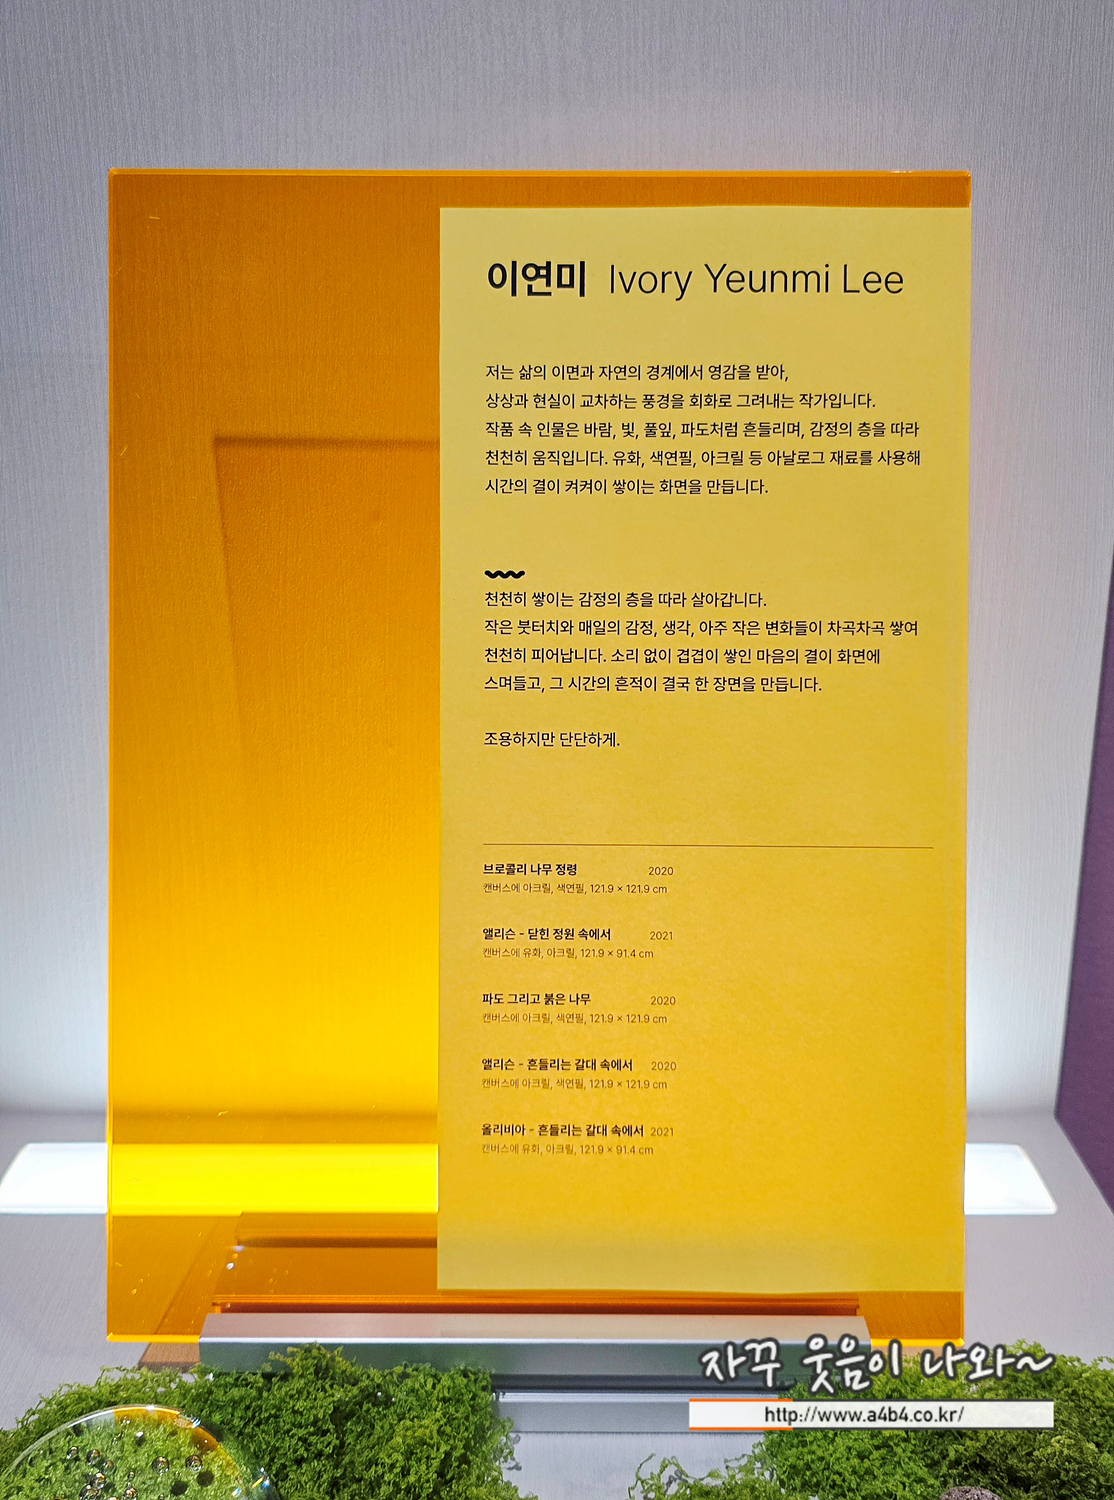 이연미 Ivory Yeunmi Lee
저는 삶의 이면과 자연의 경계에서 영감을 받아,
상상과 현실이 교차하는 풍경을 회화로 그려내는 작가입니다.
작품 속 인물은 바람, 빛, 풀잎, 파도처럼 흔들리며, 감정의 층을 따라
천천히 움직입니다. 유화, 색연필, 아크릴 등 아날로그 재료를 사용해
시간의 결이 켜켜이 쌓이는 화면을 만듭니다.
천천히 쌓이는 감정의 층을 따라 살아갑니다.
작은 붓터치와 매일의 감정, 생각, 아주 작은 변화들이 차곡차곡 쌓여
천천히 피어납니다. 소리 없이 겹겹이 쌓인 마음의 결이 화면에
스며들고, 그 시간의 흔적이 결국 한 장면을 만듭니다.
조용하지만 단단하게.
브로콜리 나무 정령 2020
캔버스에 아크릴, 색연필, 121.9 × 121.9 cm
앨리슨 - 닫힌 정원 속에서 2021
캔버스에 유화, 아크릴, 121.9 × 91.4 cm
파도 그리고 붉은 나무 2020
캔버스에 아크릴, 색연필, 121.9 × 121.9 cm
앨리슨 - 흔들리는 갈대 속에서 2020
캔버스에 아크릴, 색연필, 121.9 × 121.9 cm
올리비아 - 흔들리는 갈대 속에서 2021
캔버스에 유화, 아크릴, 121.9 × 91.4 cm
자꾸 웃음이 나와~
http://www.a4b4.co.kr/